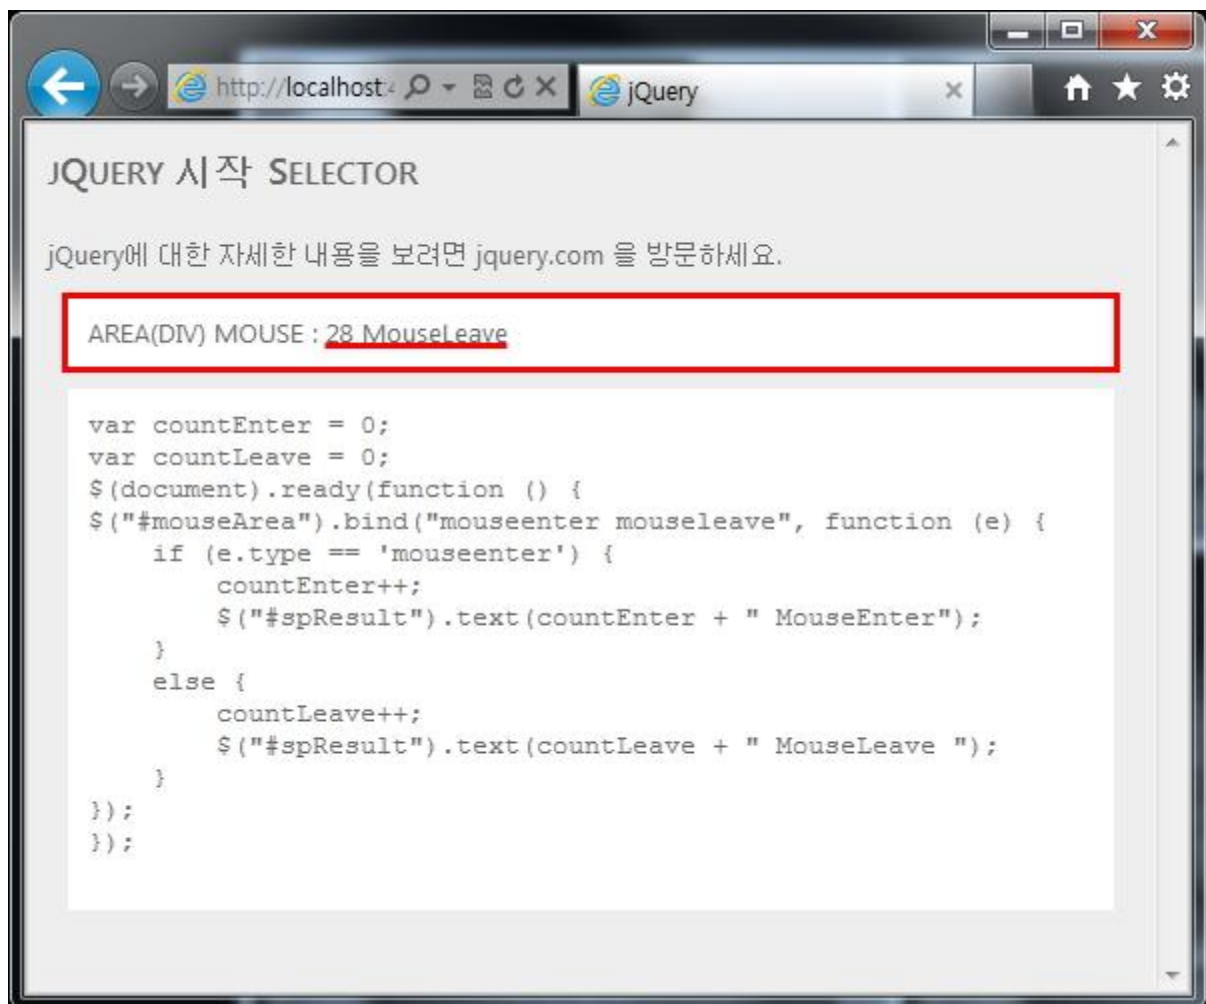 http://localhost:4
jQuery
JQUERY 시작 SELECTOR
jQuery에 대한 자세한 내용을 보려면 jquery.com 을 방문하세요.
AREA(DIV) MOUSE : 28 MouseLeave
var countEnter = 0;
var countLeave = 0;
$(document).ready(function () {
$("#mouseArea").bind("mouseenter mouseleave", function (e) {
if (e.type == 'mouseenter') {
countEnter++;
$("#spResult").text(countEnter + " MouseEnter");
}
else {
countLeave++;
$("#spResult").text(countLeave + " MouseLeave ");
}
});
});